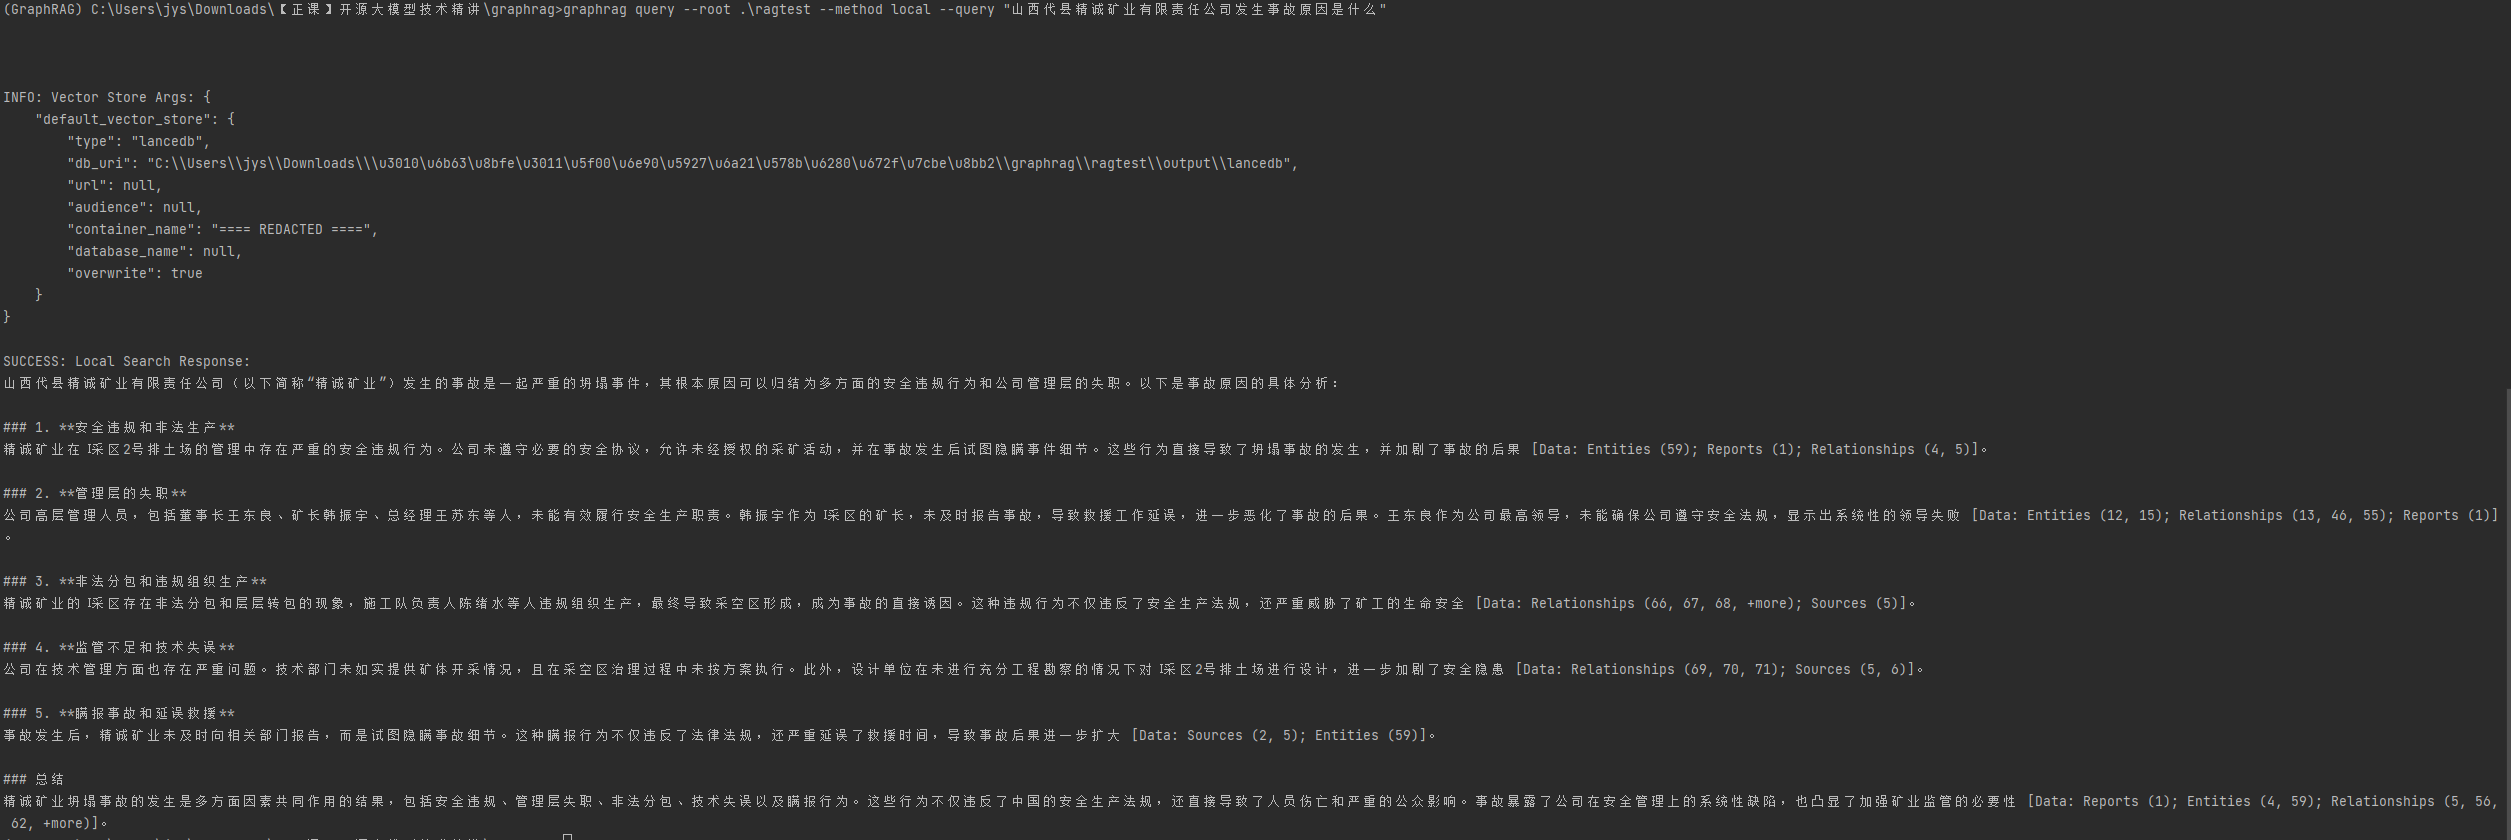 (GraphRAG) C:\Users\jys\Downloads\【正课】开源大模型技术精讲\graphrag>graphrag query --root .\ragtest --method local --query "山西代县精诚矿业有限责任公司发生事故原因是什么"
INFO: Vector Store Args: {
    "default_vector_store": {
        "type": "lancedb",
        "db_uri": "C:\\Users\\jys\\Downloads\\\u3010\u6b63\u8bfe\u3011\u5f00\u6e90\u5927\u6a21\u578b\u6280\u672f\u7cbe\u8bb2\\graphrag\\ragtest\\output\\lancedb",
        "url": null,
        "audience": null,
        "container_name": "==== REDACTED ====",
        "database_name": null,
        "overwrite": true
    }
}
SUCCESS: Local Search Response:
山西代县精诚矿业有限责任公司（以下简称“精诚矿业”）发生的事故是一起严重的坍塌事件，其根本原因可以归结为多方面的安全违规行为和公司管理层的失职。以下是事故原因的具体分析：
### 1. **安全违规和非法生产**
精诚矿业在 I采区2号排土场的管理中存在严重的安全违规行为。公司未遵守必要的安全协议，允许未经授权的采矿活动，并在事故发生后试图隐瞒事件细节。这些行为直接导致了坍塌事故的发生，并加剧了事故的后果 [Data: Entities (59); Reports (1); Relationships (4, 5)]。
### 2. **管理层的失职**
公司高层管理人员，包括董事长王东良、矿长韩振宇、总经理王苏东等人，未能有效履行安全生产职责。韩振宇作为 I采区的矿长，未及时报告事故，导致救援工作延误，进一步恶化了事故的后果。王东良作为公司最高领导，未能确保公司遵守安全法规，显示出系统性的领导失败 [Data: Entities (12, 15); Relationships (13, 46, 55); Reports (1)]
。
### 3. **非法分包和违规组织生产**
精诚矿业的 I采区存在非法分包和层层转包的现象，施工队负责人陈绪水等人违规组织生产，最终导致采空区形成，成为事故的直接诱因。这种违规行为不仅违反了安全生产法规，还严重威胁了矿工的生命安全 [Data: Relationships (66, 67, 68, +more); Sources (5)]。
### 4. **监管不足和技术失误**
公司在技术管理方面也存在严重问题。技术部门未如实提供矿体开采情况，且在采空区治理过程中未按方案执行。此外，设计单位在未进行充分工程勘察的情况下对 I采区2号排土场进行设计，进一步加剧了安全隐患 [Data: Relationships (69, 70, 71); Sources (5, 6)]。
### 5. **瞒报事故和延误救援**
事故发生后，精诚矿业未及时向相关部门报告，而是试图隐瞒事故细节。这种瞒报行为不仅违反了法律法规，还严重延误了救援时间，导致事故后果进一步扩大 [Data: Sources (2, 5); Entities (59)]。
### 总结
精诚矿业坍塌事故的发生是多方面因素共同作用的结果，包括安全违规、管理层失职、非法分包、技术失误以及瞒报行为。这些行为不仅违反了中国的安全生产法规，还直接导致了人员伤亡和严重的公众影响。事故暴露了公司在安全管理上的系统性缺陷，也凸显了加强矿业监管的必要性 [Data: Reports (1); Entities (4, 59); Relationships (5, 56,
 62, +more)]。